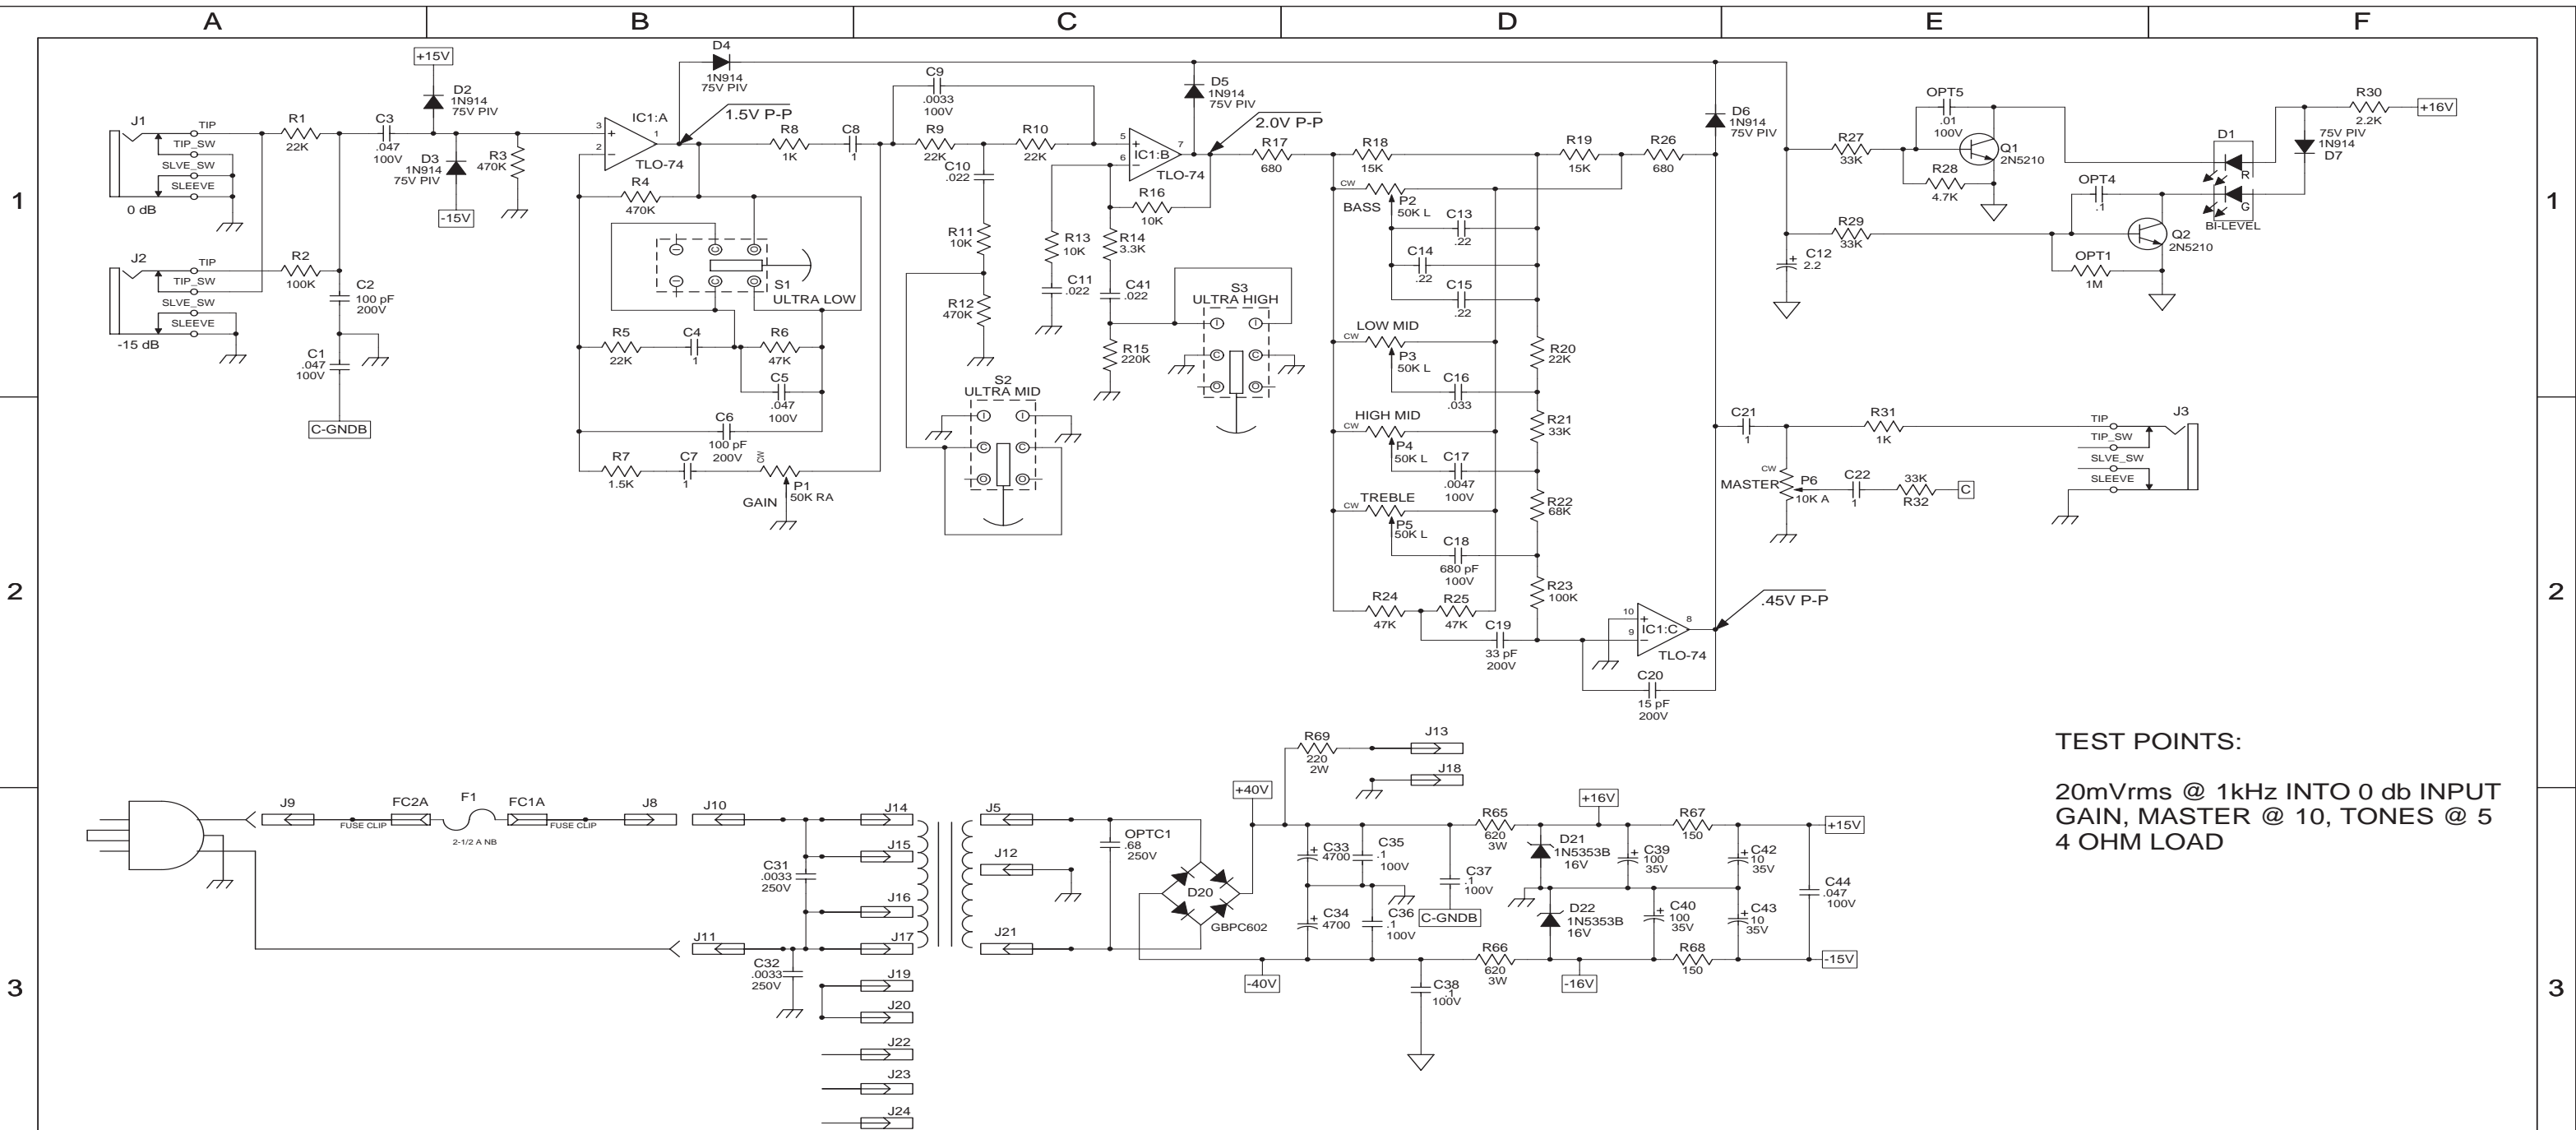 A B C D E F
1
2
3
1
2
3
J1
TIP
TIP_SW
SLVE_SW
SLEEVE
0 dB
J2
TIP
TIP_SW
SLVE_SW
SLEEVE
-15 dB
R1
22K
R2
100K
C3
.047
100V
C2
100 pF
200V
C1
.047
100V
C-GNDB
+15V
D2
1N914
75V PIV
D3
1N914
75V PIV
-15V
R3
470K
IC1:A
3
+
2
−
1
TLO-74
D4
1N914
75V PIV
1.5V P-P
R4
470K
I C O
I C O
S1
ULTRA LOW
R5
22K
C4
1
R6
47K
C5
.047
100V
C6
100 pF
200V
R7
1.5K
C7
1
CW
P1
50K RA
GAIN
R8
1K
C8
1
C9
.0033
100V
R9
22K
R10
22K
C10
.022
R11
10K
R12
470K
R13
10K
C11
.022
R14
3.3K
C41
.022
R15
220K
R16
10K
5
+
6
−
7
IC1:B
TLO-74
D5
1N914
75V PIV
2.0V P-P
S2
ULTRA MID
I I
C C
O O
S3
ULTRA HIGH
I I
C C
O O
R17
680
R18
15K
R19
15K
R26
680
CW
BASS
P2
50K L
C13
.22
C14
.22
C15
.22
LOW MID
CW
P3
50K L
C16
.033
R20
22K
HIGH MID
CW
P4
50K L
C17
.0047
100V
R21
33K
TREBLE
CW
P5
50K L
C18
680 pF
100V
R22
68K
R23
100K
R24
47K
R25
47K
C19
33 pF
200V
10
+
9
−
8
IC1:C
TLO-74
C20
15 pF
200V
.45V P-P
D6
1N914
75V PIV
R27
33K
R28
4.7K
OPT5
.01
100V
Q1
2N5210
R29
33K
C12
+
2.2
OPT4
.1
Q2
2N5210
OPT1
1M
D1
R
G
BI-LEVEL
R30
2.2K
+16V
75V PIV
1N914
D7
C21
1
R31
1K
CW
MASTER
P6
10K A
C22
1
33K
R32
C
J3
TIP
TIP_SW
SLVE_SW
SLEEVE
TEST POINTS:
20mVrms @ 1kHz INTO 0 db INPUT
GAIN, MASTER @ 10, TONES @ 5
4 OHM LOAD
J9
FUSE CLIP
FC2A
F1
2-1/2 A NB
FC1A
FUSE CLIP
J8
J10
J11
C31
.0033
250V
C32
.0033
250V
J14
J15
J16
J17
J19
J20
J22
J23
J24
J5
J12
J21
OPTC1
.68
250V
D20
GBPC602
+40V
-40V
R69
220
2W
J13
J18
+
C33
4700
C35
.1
100V
+
C34
4700
C36
.1
100V
C37
.1
100V
C-GNDB
C38
.1
100V
R65
620
3W
R66
620
3W
D21
1N5353B
16V
D22
1N5353B
16V
+16V
-16V
+
C39
100
35V
+
C40
100
35V
R67
150
R68
150
+
C42
10
35V
+
C43
10
35V
C44
.047
100V
+15V
-15V